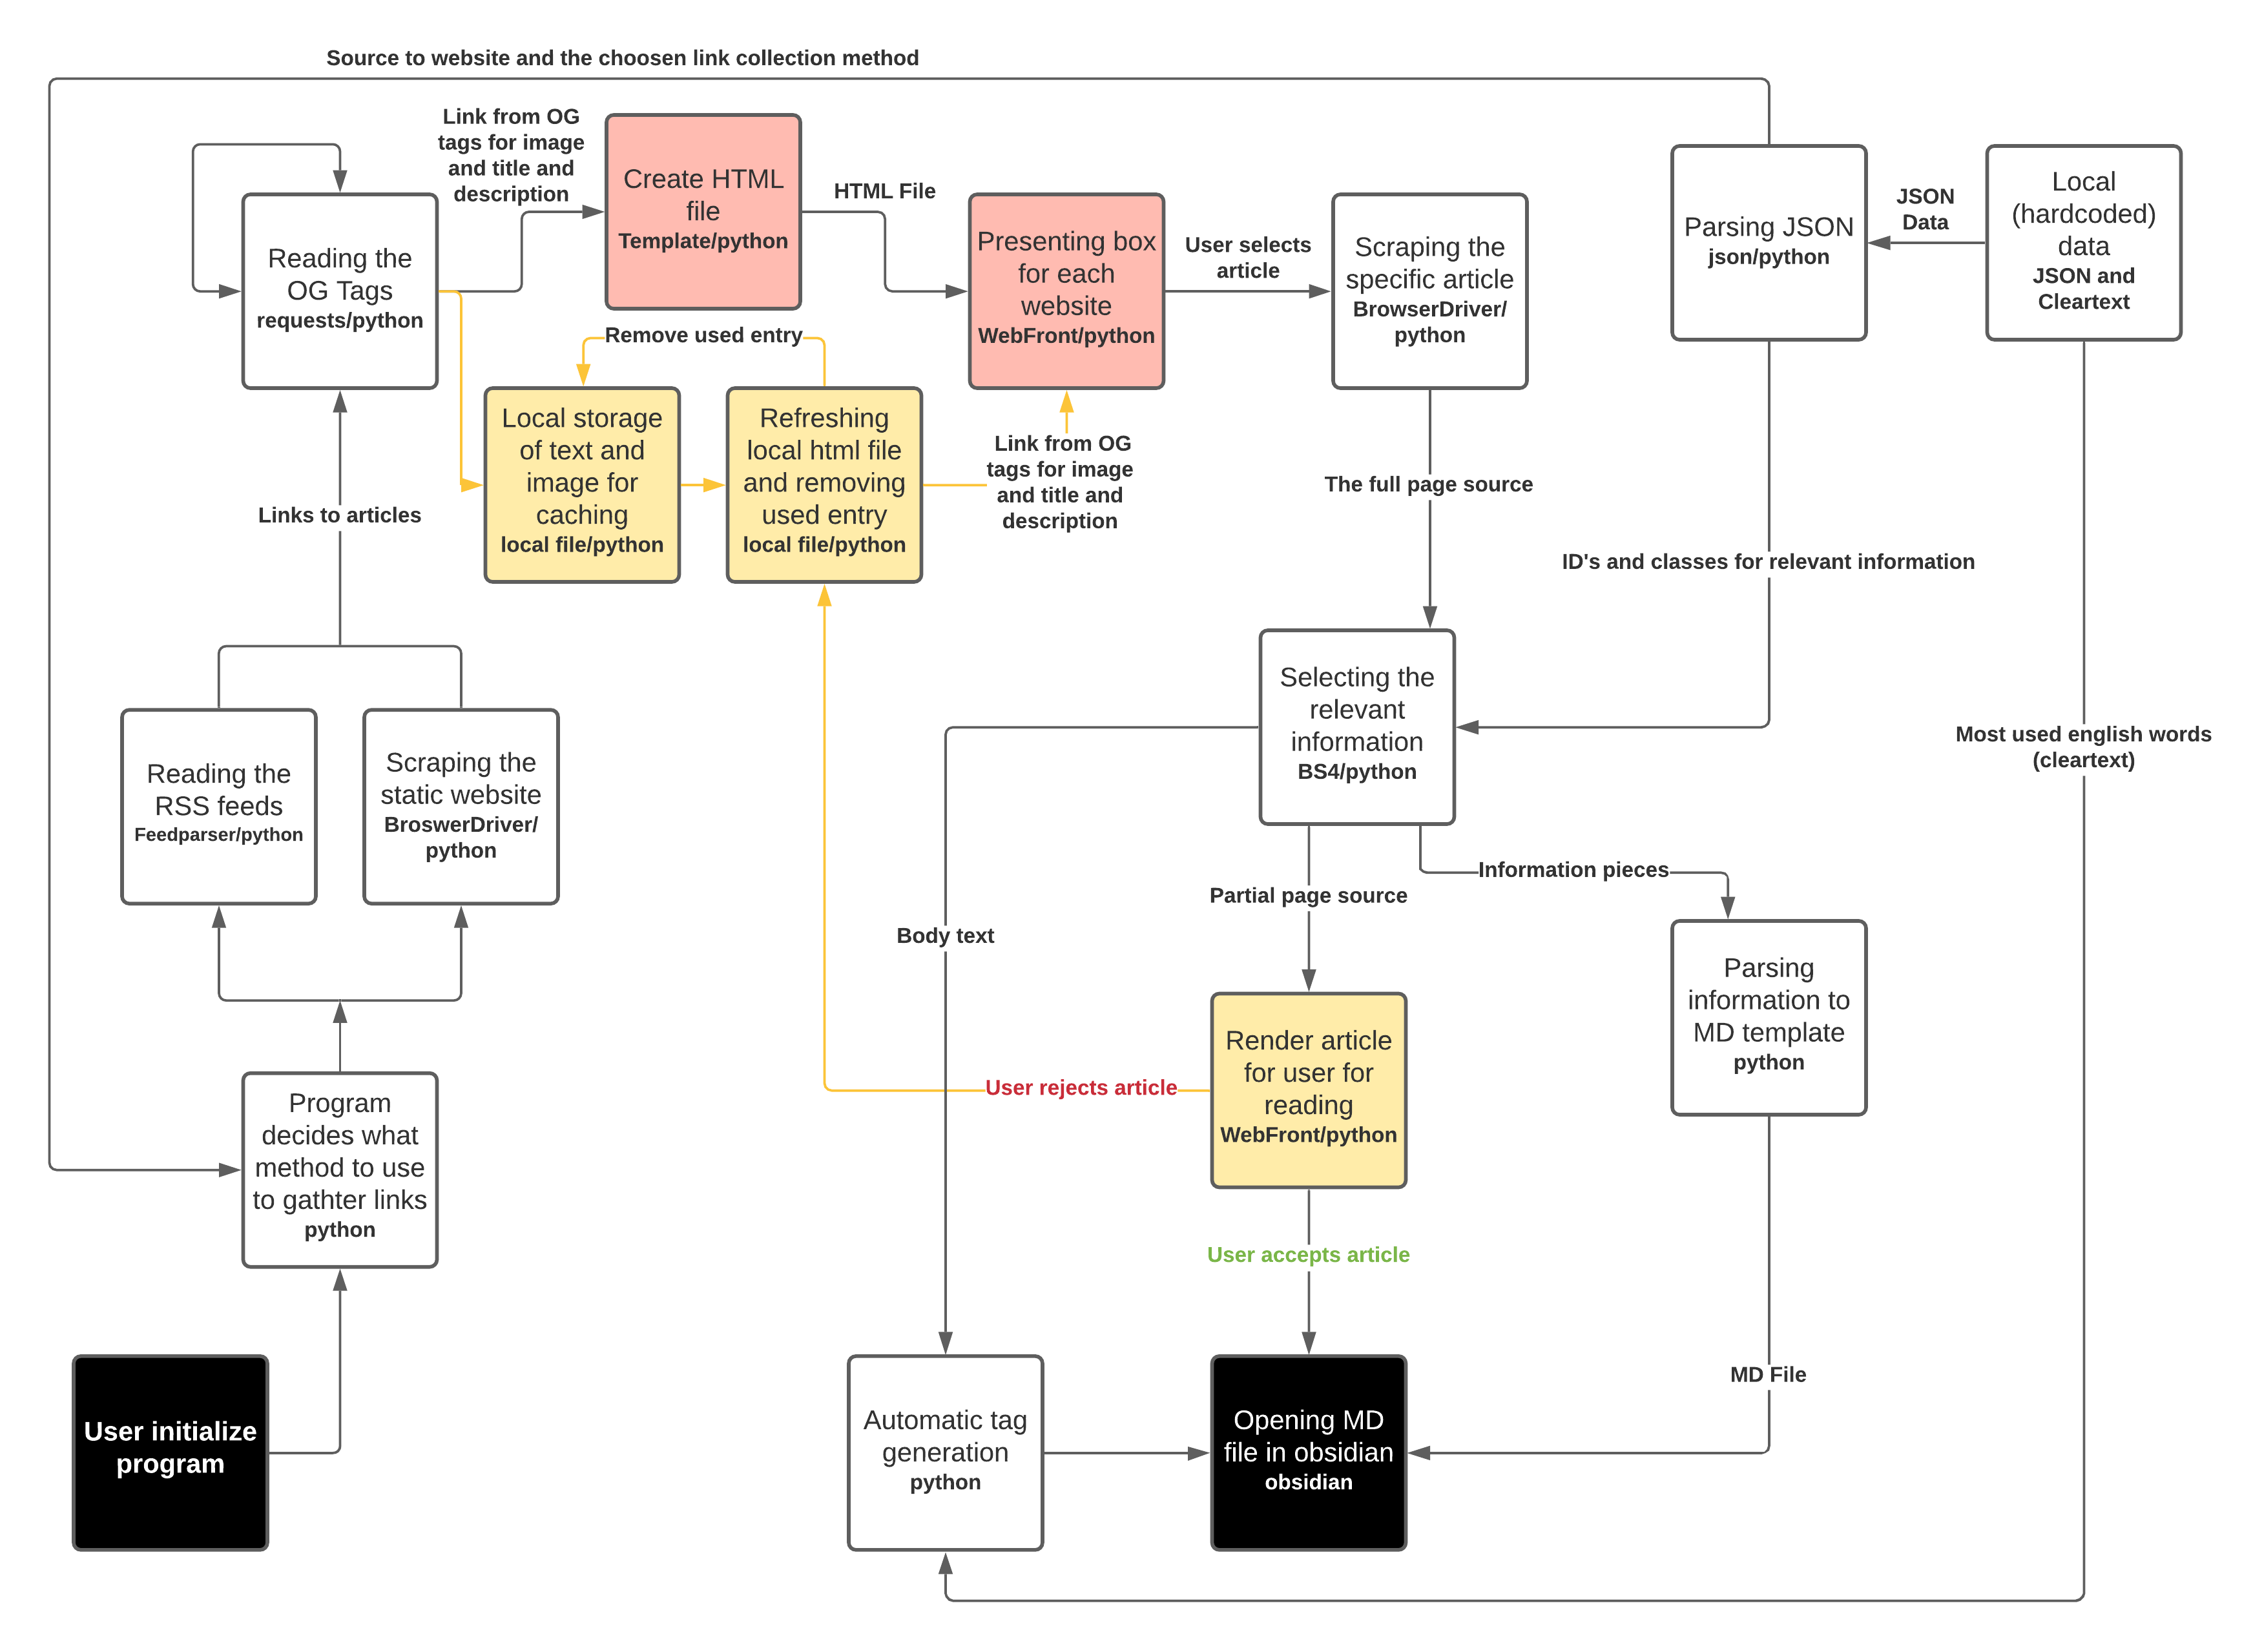 Source to website and the choosen link collection method
Link from OG
tags for image
and title and
description
Create HTML
file
Template/python
HTML File
Reading the
OG Tags
requests/python
Presenting box
for each
website
WebFront/python
User selects
article
Scraping the
specific article
BrowserDriver/
python
Parsing JSON
json/python
JSON
Data
Local
(hardcoded)
data
JSON and
Cleartext
Remove used entry
Local storage
of text and
image for
caching
local file/python
Refreshing
local html file
and removing
used entry
local file/python
Link from OG
tags for image
and title and
description
The full page source
Links to articles
ID's and classes for relevant information
Selecting the
relevant
information
BS4/python
Most used english words
(cleartext)
Reading the
RSS feeds
Feedparser/python
Scraping the
static website
BroswerDriver/
python
Information pieces
Partial page source
Body text
Parsing
information to
MD template
python
Render article
for user for
reading
WebFront/python
User rejects article
Program
decides what
method to use
to gathter links
python
User accepts article
MD File
User initialize
program
Automatic tag
generation
python
Opening MD
file in obsidian
obsidian